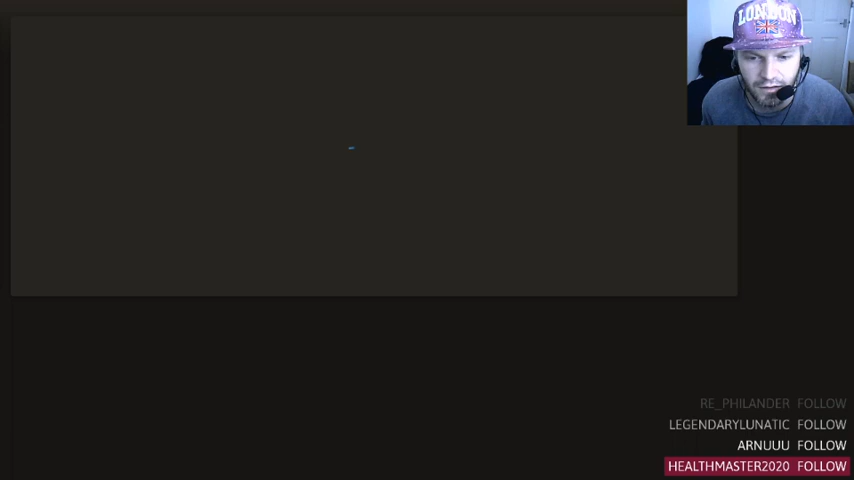 LONDON
RE_PHILANDER FOLLOW
LEGENDARYLUNATIC FOLLOW
ARNUUU FOLLOW
HEALTHMASTER2020 FOLLOW